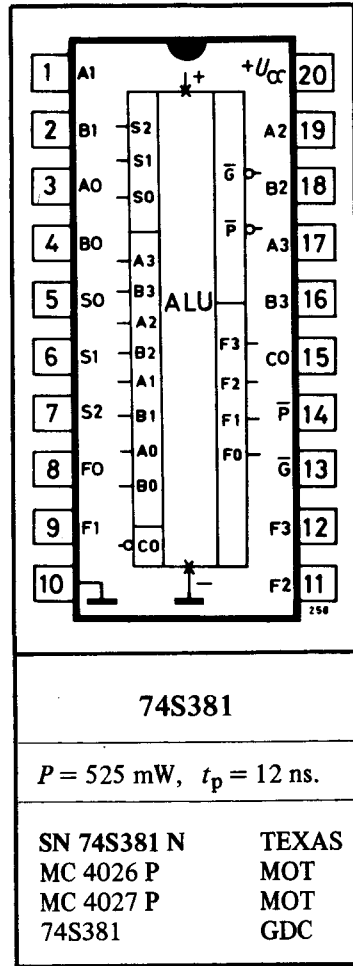 1 A1 + +UCC 20
2 B1 S2 A2 19
S1 G̅
3 A0 S0 B2 18
4 B0 P̅ A3 17
A3
5 S0 B3 ALU B3 16
A2
6 S1 B2 F3 C0 15
A1 F2
7 S2 B1 F1 P̅ 14
8 F0 A0 F0 G̅ 13
B0
9 F1 C0 F3 12
10 − F2 11
258
74S381
P = 525 mW, tp = 12 ns.
SN 74S381 N TEXAS
MC 4026 P MOT
MC 4027 P MOT
74S381 GDC